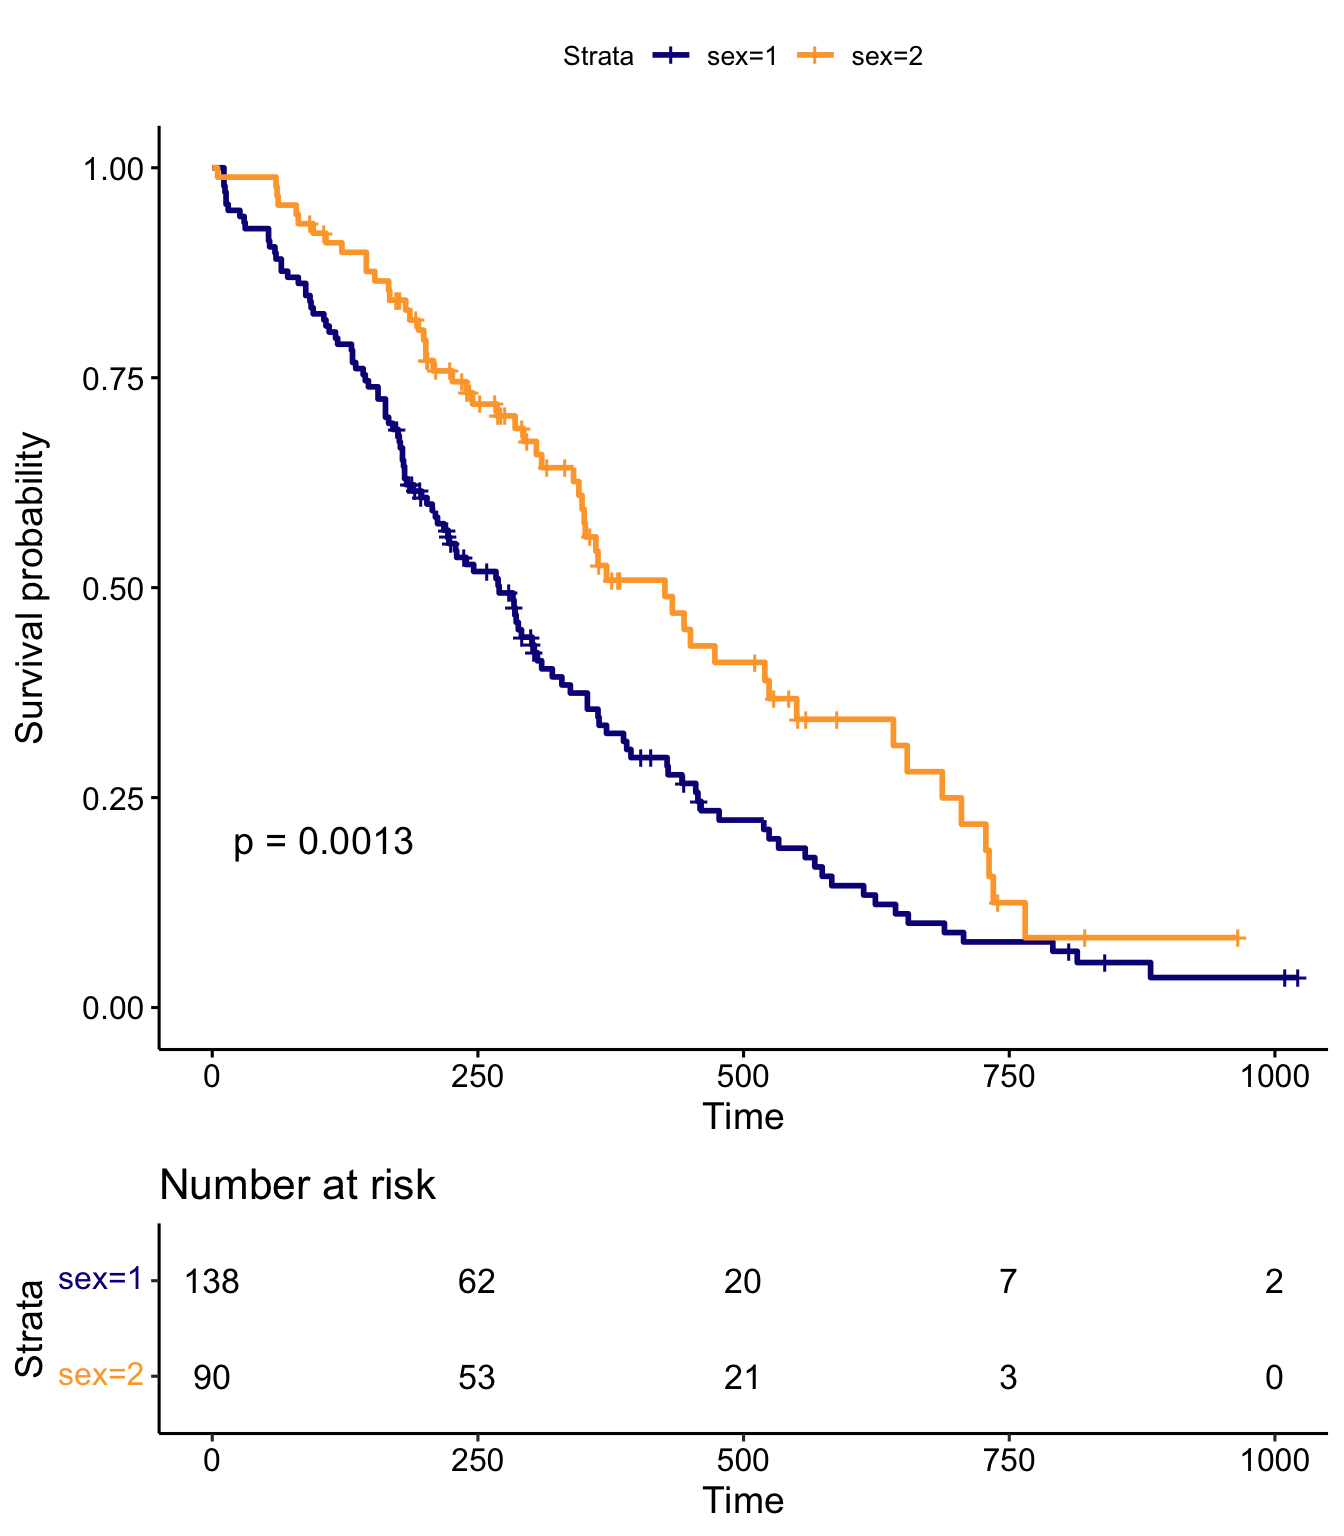 Strata sex=1 sex=2
Survival probability
1.00
0.75
0.50
0.25
0.00
p = 0.0013
0 250 500 750 1000
Time
Number at risk
Strata
sex=1 138 62 20 7 2
sex=2 90 53 21 3 0
0 250 500 750 1000
Time